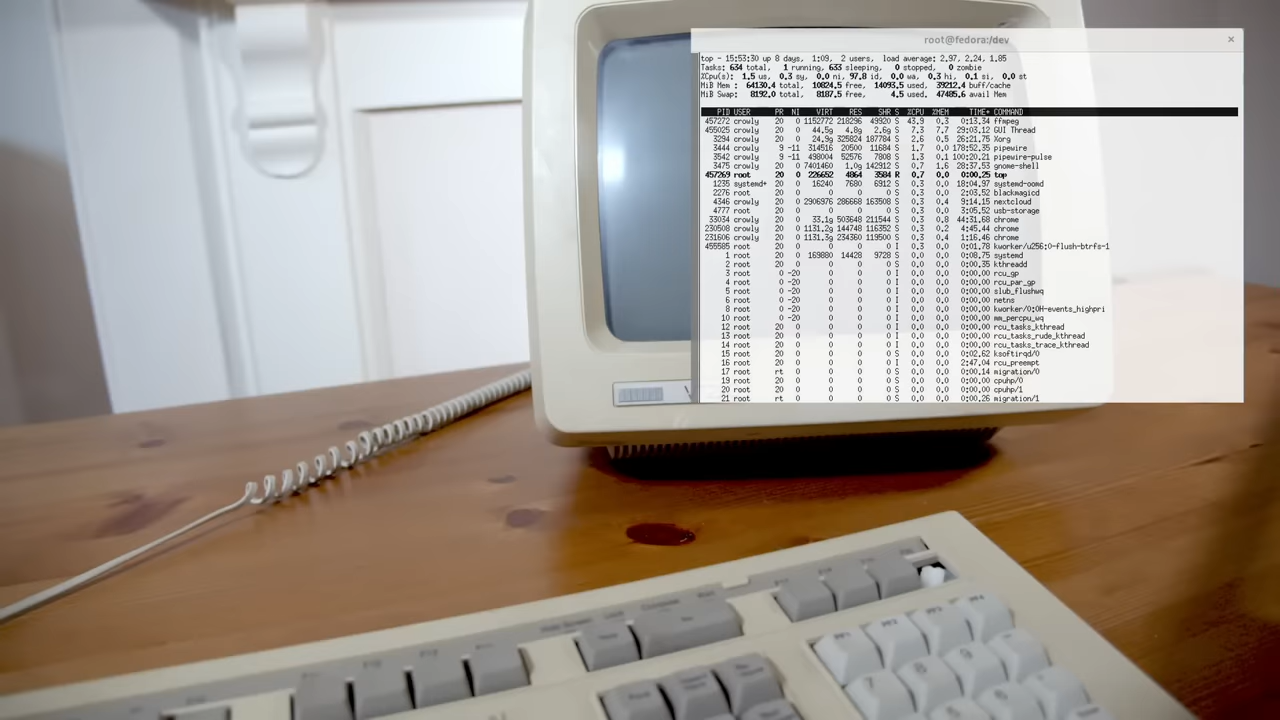 root@fedora:/dev
top - 15:53:30 up 8 days, 1:09, 2 users, load average: 2.97, 2.24, 1.85
Tasks: 634 total, 1 running, 633 sleeping, 0 stopped, 0 zombie
%Cpu(s): 1.5 us, 0.3 sy, 0.0 ni, 97.8 id, 0.0 wa, 0.3 hi, 0.1 si, 0.0 st
MiB Mem : 64130.4 total, 10824.5 free, 14093.5 used, 39212.4 buff/cache
MiB Swap: 8192.0 total, 8187.5 free, 4.5 used. 47485.6 avail Mem
PID USER PR NI VIRT RES SHR S %CPU %MEM TIME+ COMMAND
457272 crowly 20 0 1152772 218296 49920 S 43.9 0.3 0:13.34 ffmpeg
455025 crowly 20 0 44.5g 4.8g 2.6g S 7.3 7.7 29:03.12 GUI Thread
3294 crowly 20 0 24.9g 325824 187784 S 2.6 0.5 26:21.75 Xorg
3444 crowly 9 -11 314516 20500 11684 S 1.7 0.0 178:52.35 pipewire
3542 crowly 9 -11 498004 52576 7808 S 1.3 0.1 100:20.21 pipewire-pulse
3475 crowly 20 0 7401460 1.0g 142912 S 0.7 1.6 28:37.53 gnome-shell
457269 root 20 0 226652 4864 3584 R 0.7 0.0 0:00.25 top
1235 systemd+ 20 0 16240 7680 6912 S 0.3 0.0 18:04.97 systemd-oomd
2276 root 20 0 0 0 0 S 0.3 0.0 2:03.52 blackmagicd
4346 crowly 20 0 2906976 286668 163508 S 0.3 0.4 9:14.15 nextcloud
4777 root 20 0 0 0 0 S 0.3 0.0 3:05.52 usb-storage
33034 crowly 20 0 33.1g 503648 211544 S 0.3 0.8 44:31.68 chrome
230508 crowly 20 0 1131.2g 144748 116352 S 0.3 0.2 4:45.44 chrome
231606 crowly 20 0 1131.3g 234360 119500 S 0.3 0.4 1:16.46 chrome
455585 root 20 0 0 0 0 I 0.3 0.0 0:01.78 kworker/u256:0-flush-btrfs-1
1 root 20 0 169880 14428 9728 S 0.0 0.0 0:08.75 systemd
2 root 20 0 0 0 0 S 0.0 0.0 0:00.35 kthreadd
3 root 0 -20 0 0 0 I 0.0 0.0 0:00.00 rcu_gp
4 root 0 -20 0 0 0 I 0.0 0.0 0:00.00 rcu_par_gp
5 root 0 -20 0 0 0 I 0.0 0.0 0:00.00 slub_flushwq
6 root 0 -20 0 0 0 I 0.0 0.0 0:00.00 netns
8 root 0 -20 0 0 0 I 0.0 0.0 0:00.00 kworker/0:0H-events_highpri
10 root 0 -20 0 0 0 I 0.0 0.0 0:00.00 mm_percpu_wq
12 root 20 0 0 0 0 I 0.0 0.0 0:00.00 rcu_tasks_kthread
13 root 20 0 0 0 0 I 0.0 0.0 0:00.00 rcu_tasks_rude_kthread
14 root 20 0 0 0 0 I 0.0 0.0 0:00.00 rcu_tasks_trace_kthread
15 root 20 0 0 0 0 S 0.0 0.0 0:02.62 ksoftirqd/0
16 root 20 0 0 0 0 I 0.0 0.0 2:47.04 rcu_preempt
17 root rt 0 0 0 0 S 0.0 0.0 0:00.14 migration/0
19 root 20 0 0 0 0 S 0.0 0.0 0:00.00 cpuhp/0
20 root 20 0 0 0 0 S 0.0 0.0 0:00.00 cpuhp/1
21 root rt 0 0 0 0 S 0.0 0.0 0:00.26 migration/1